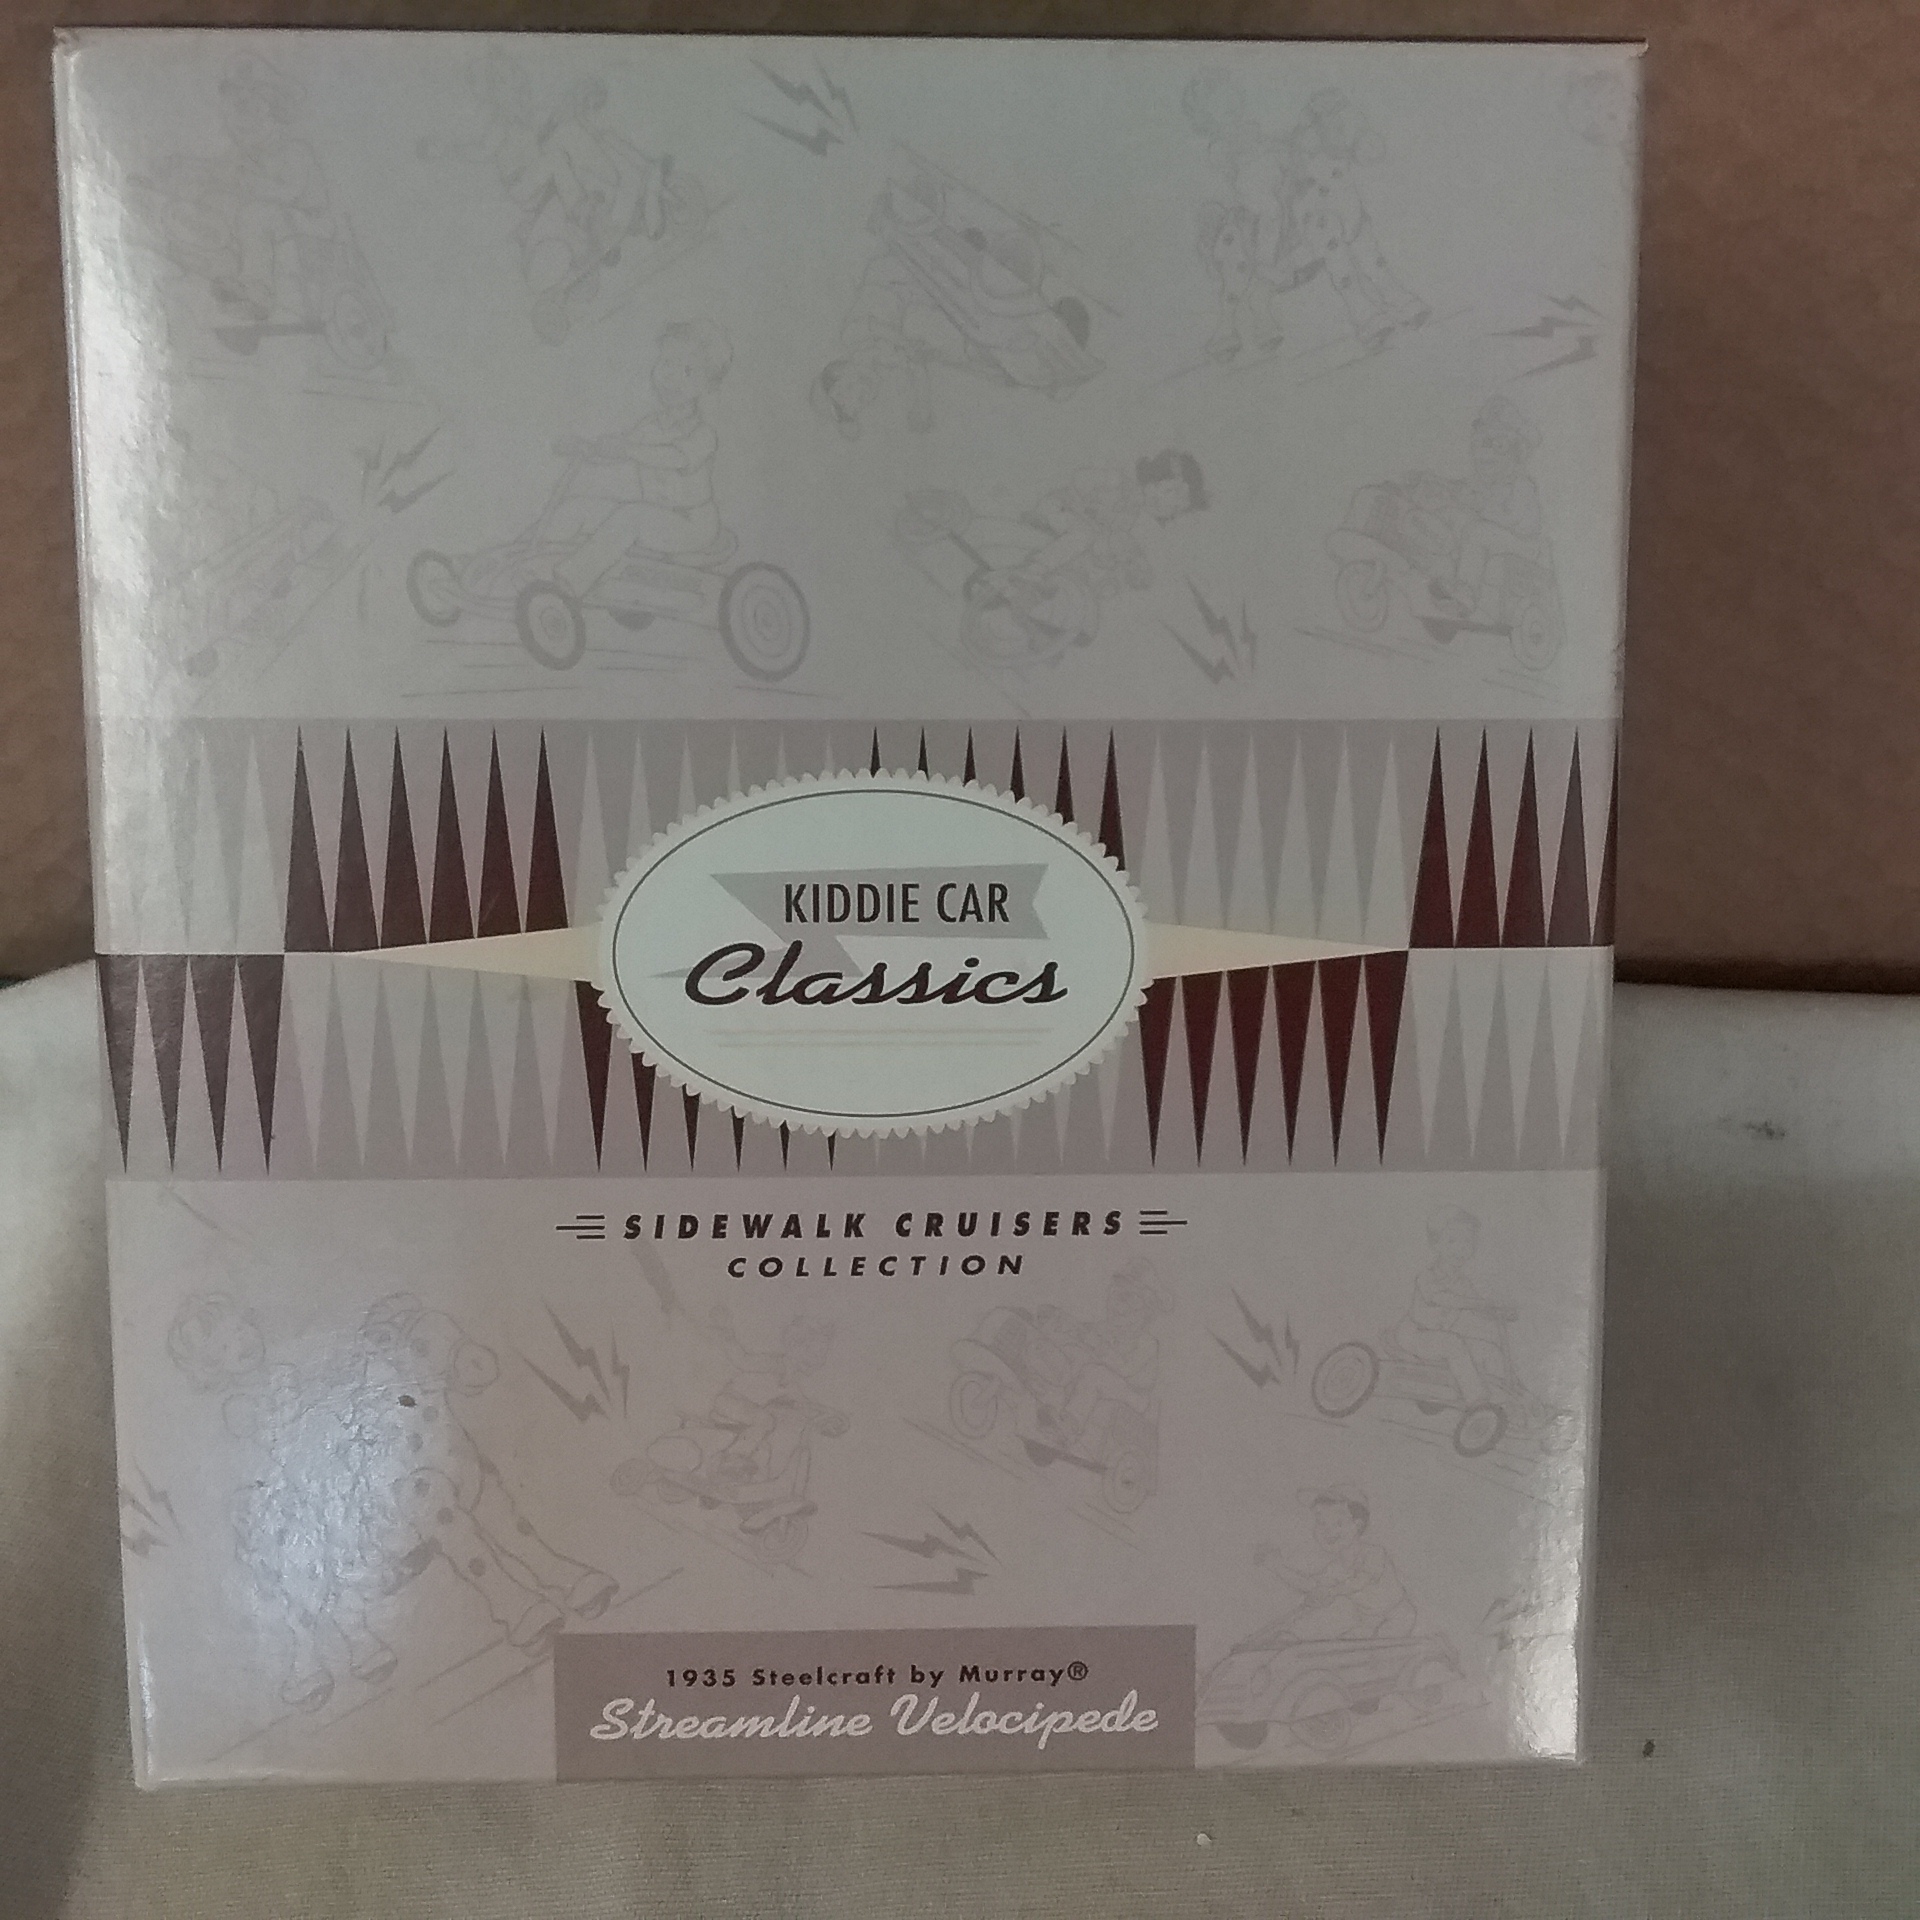 KIDDIE CAR
Classics
SIDEWALK CRUISERS
COLLECTION
1935 Steelcraft by Murray®
Streamline Velocipede